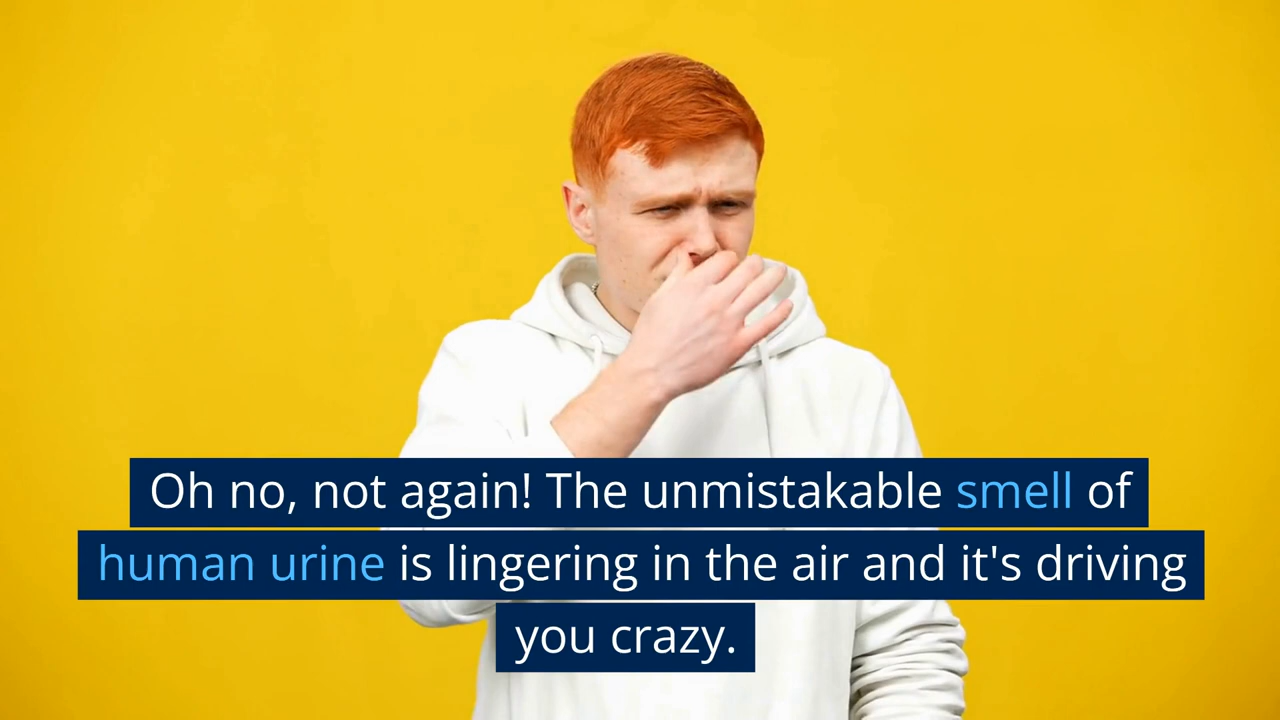 Oh no, not again! The unmistakable smell of
human urine is lingering in the air and it's driving
you crazy.